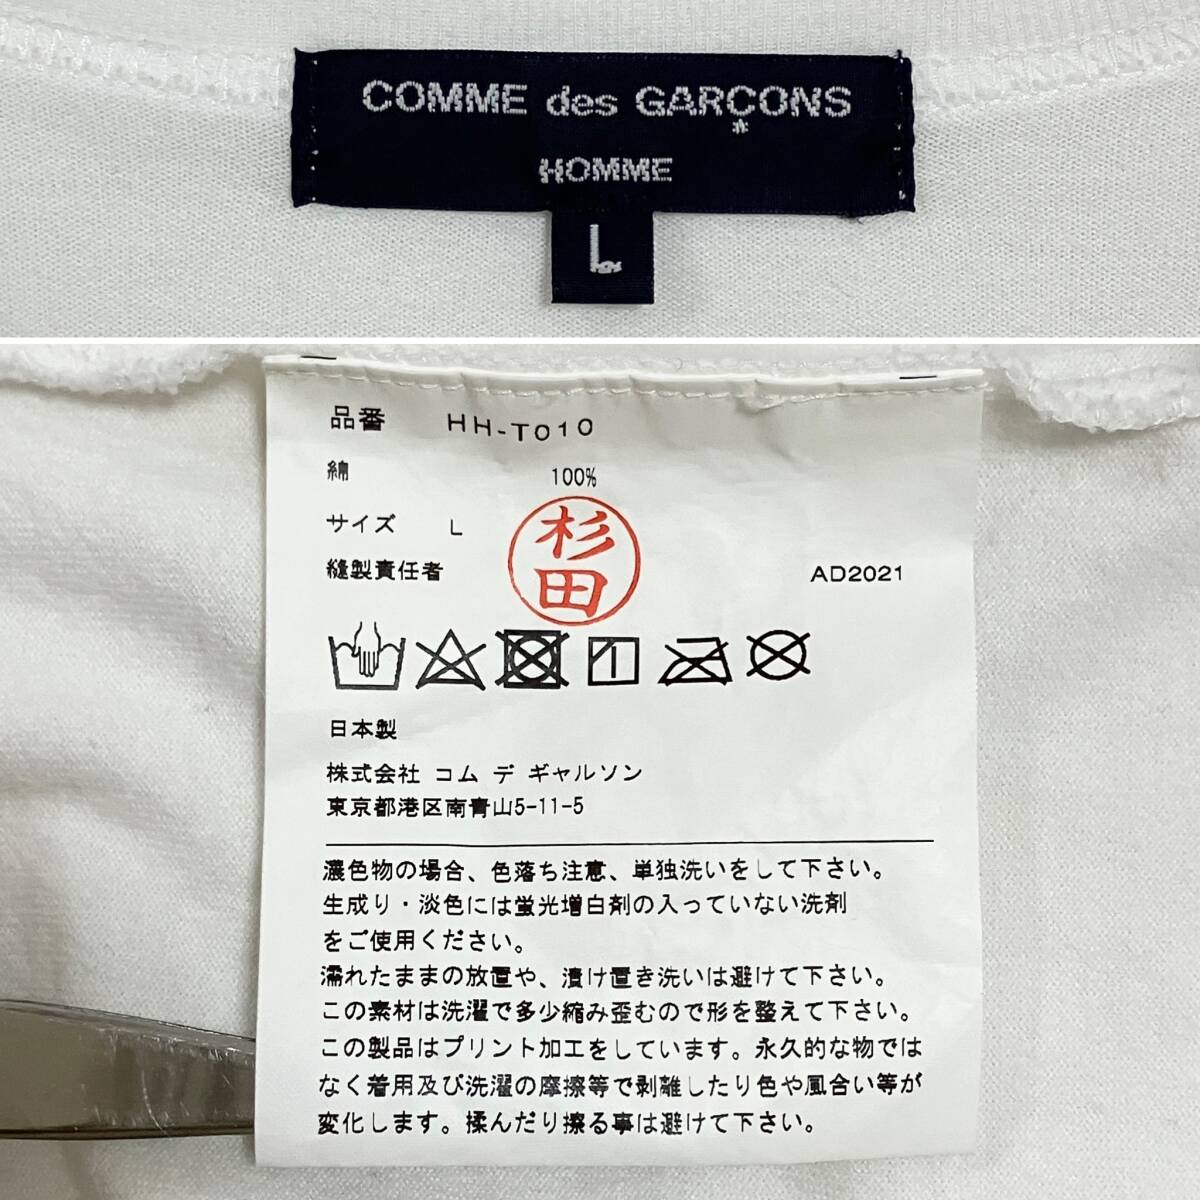 COMME des GARÇONS
HOMME
L
品番 HH-T010
綿 100%
サイズ L
縫製責任者 杉田 AD2021
日本製
株式会社 コム デ ギャルソン
東京都港区南青山5-11-5
濃色物の場合、色落ち注意、単独洗いをして下さい。
生成り・淡色には蛍光増白剤の入っていない洗剤
をご使用ください。
濡れたままの放置や、漬け置き洗いは避けて下さい。
この素材は洗濯で多少縮み歪むので形を整えて下さい。
この製品はプリント加工をしています。永久的な物では
なく着用及び洗濯の摩擦等で剥離したり色や風合い等が
変化します。揉んだり擦る事は避けて下さい。